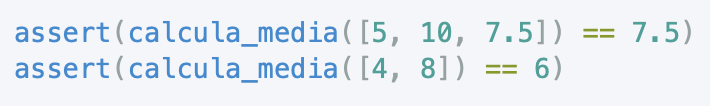 assert(calcula_media([5, 10, 7.5]) == 7.5)
assert(calcula_media([4, 8]) == 6)